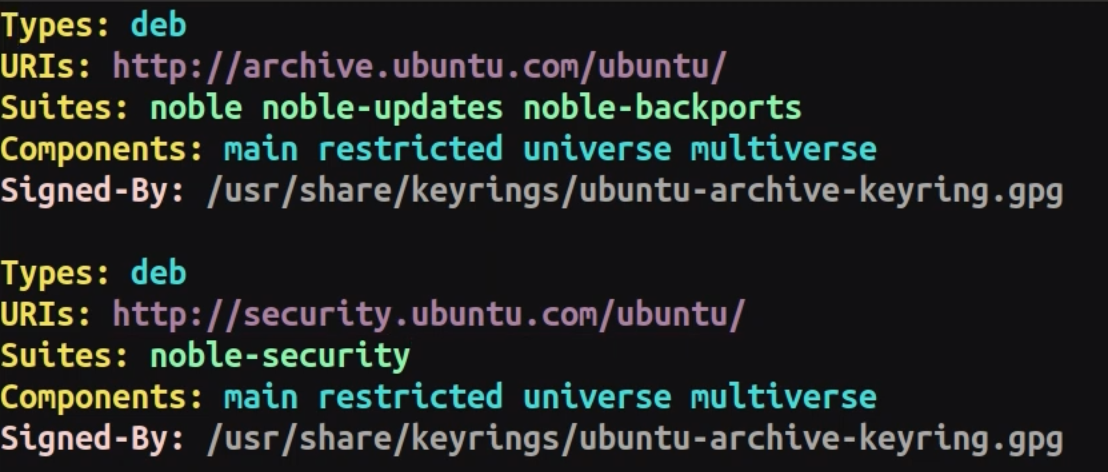 Types: deb
URIs: http://archive.ubuntu.com/ubuntu/
Suites: noble noble-updates noble-backports
Components: main restricted universe multiverse
Signed-By: /usr/share/keyrings/ubuntu-archive-keyring.gpg

Types: deb
URIs: http://security.ubuntu.com/ubuntu/
Suites: noble-security
Components: main restricted universe multiverse
Signed-By: /usr/share/keyrings/ubuntu-archive-keyring.gpg